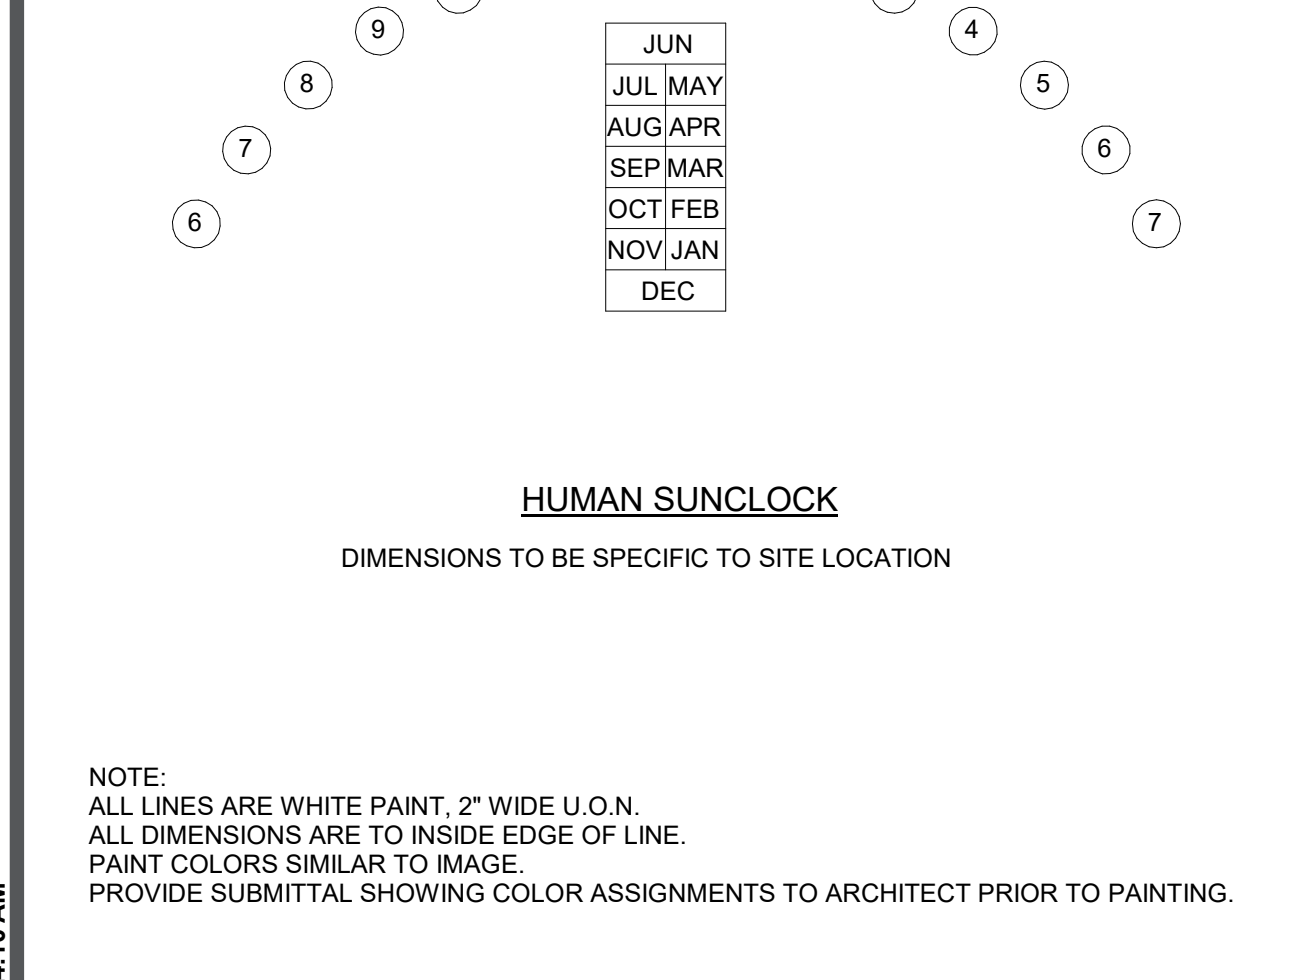 9
4
JUN
8
5
JUL MAY
AUG APR
7
6
SEP MAR
OCT FEB
6
7
NOV JAN
DEC
HUMAN SUNCLOCK
DIMENSIONS TO BE SPECIFIC TO SITE LOCATION
NOTE:
ALL LINES ARE WHITE PAINT, 2" WIDE U.O.N.
ALL DIMENSIONS ARE TO INSIDE EDGE OF LINE.
PAINT COLORS SIMILAR TO IMAGE.
PROVIDE SUBMITTAL SHOWING COLOR ASSIGNMENTS TO ARCHITECT PRIOR TO PAINTING.
AM